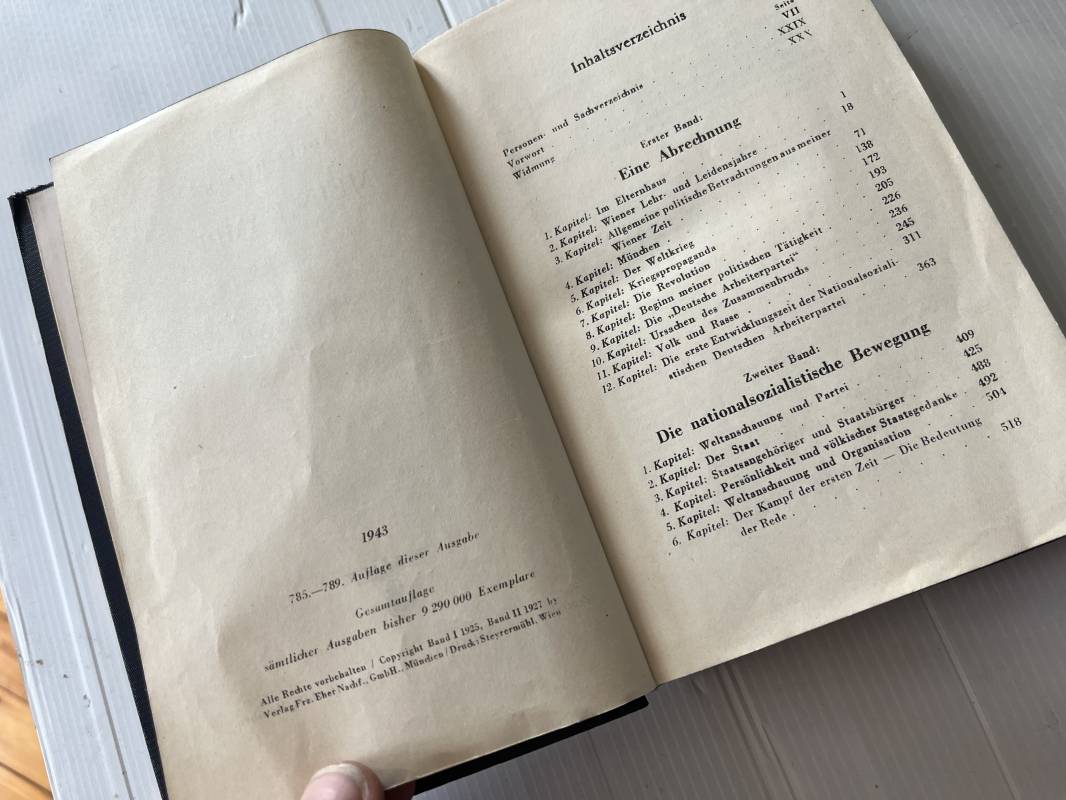 1943
785.—789. Auflage dieser Ausgabe
Gesamtauflage
sämtlicher Ausgaben bisher 9 290 000 Exemplare
Alle Rechte vorbehalten / Copyright Band I 1925, Band II 1927 by
Verlag Frz. Eher Nachf., GmbH., München / Druck: Steyrermühl, Wien
Inhaltsverzeichnis
Seite
Personen- und Sachverzeichnis VII
Vorwort XXIX
Widmung XXV
Erster Band:
Eine Abrechnung
1. Kapitel: Im Elternhaus 1
2. Kapitel: Wiener Lehr- und Leidensjahre 18
3. Kapitel: Allgemeine politische Betrachtungen aus meiner
Wiener Zeit 71
4. Kapitel: München 138
5. Kapitel: Der Weltkrieg 172
6. Kapitel: Kriegspropaganda 193
7. Kapitel: Die Revolution 205
8. Kapitel: Beginn meiner politischen Tätigkeit 226
9. Kapitel: Die „Deutsche Arbeiterpartei“ 236
10. Kapitel: Ursachen des Zusammenbruchs 245
11. Kapitel: Volk und Rasse 311
12. Kapitel: Die erste Entwicklungszeit der Nationalsoziali-
stischen Deutschen Arbeiterpartei 363
Zweiter Band:
Die nationalsozialistische Bewegung
1. Kapitel: Weltanschauung und Partei 409
2. Kapitel: Der Staat 425
3. Kapitel: Staatsangehöriger und Staatsbürger 488
4. Kapitel: Persönlichkeit und völkischer Staatsgedanke 492
5. Kapitel: Weltanschauung und Organisation 504
6. Kapitel: Der Kampf der ersten Zeit — Die Bedeutung
der Rede 518